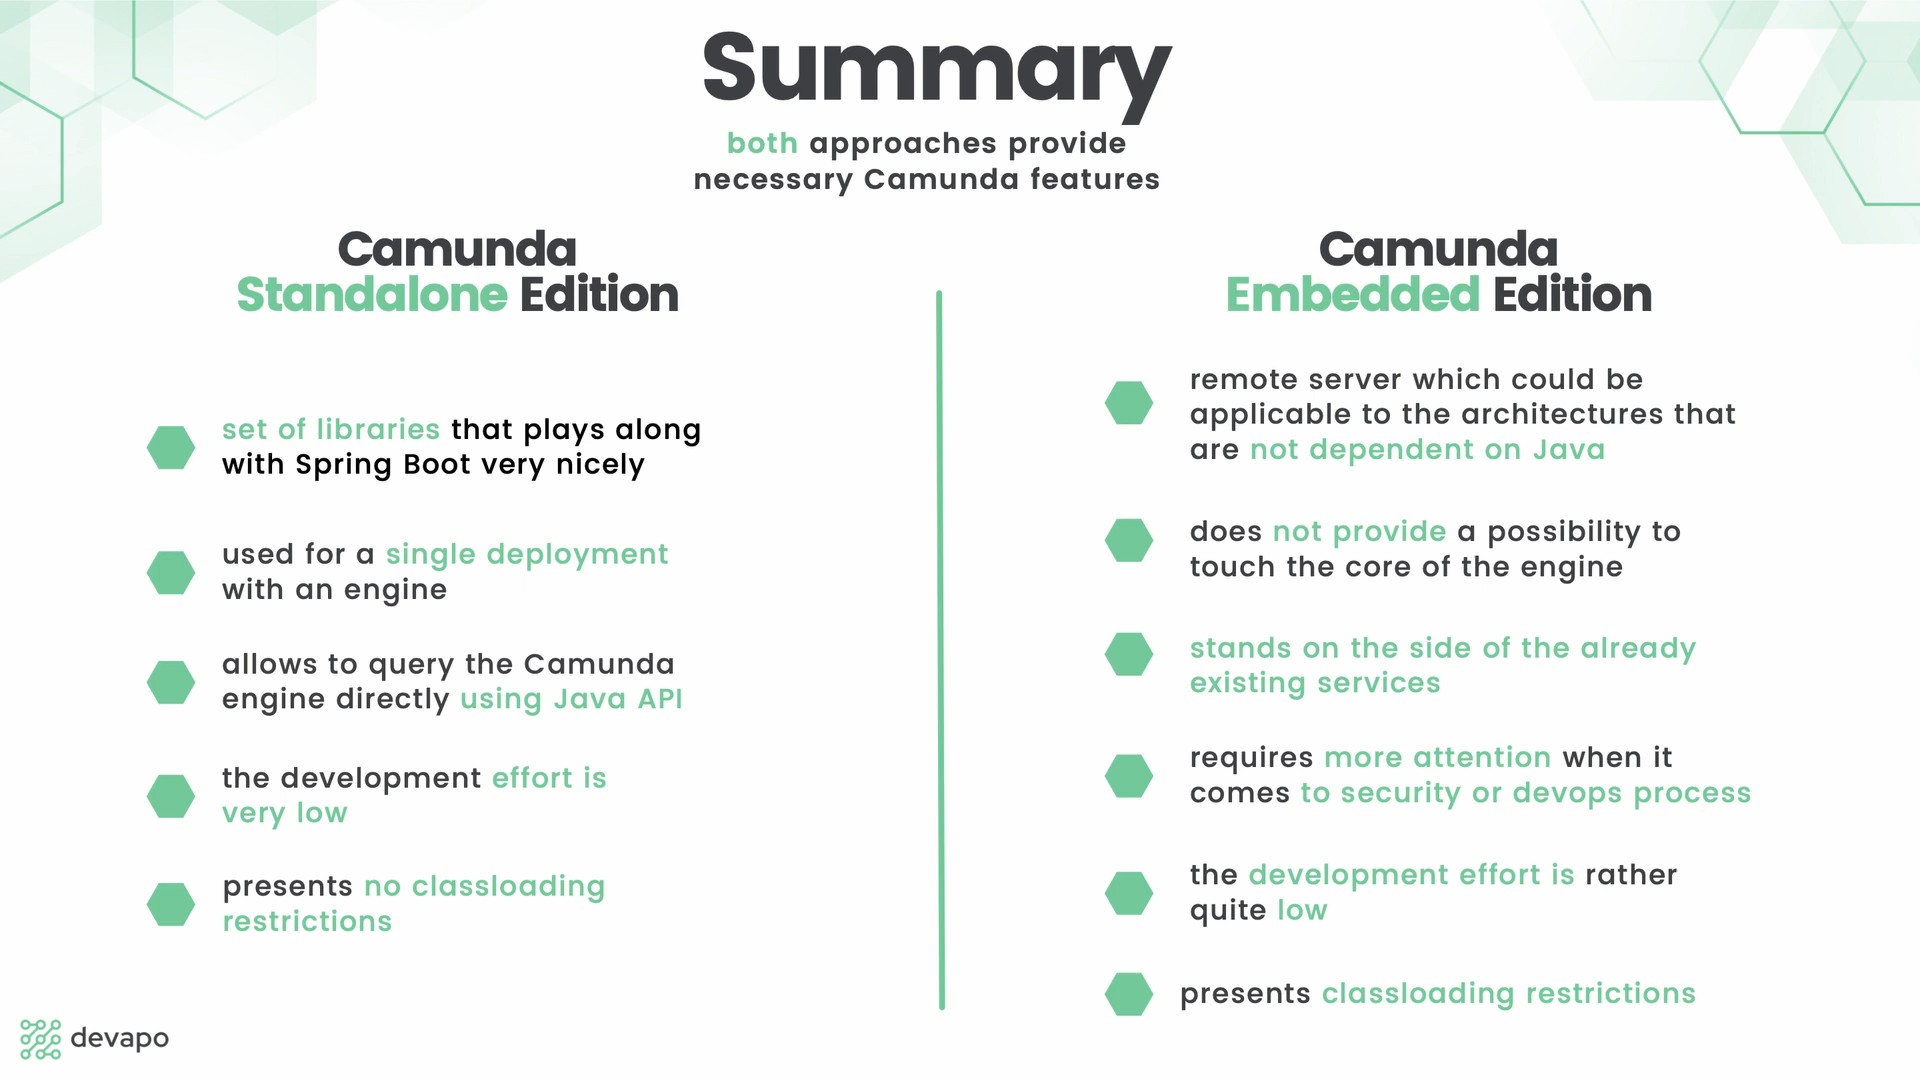 Summary
both approaches provide
necessary Camunda features
Camunda
Standalone Edition
set of libraries that plays along
with Spring Boot very nicely
used for a single deployment
with an engine
allows to query the Camunda
engine directly using Java API
the development effort is
very low
presents no classloading
restrictions
Camunda
Embedded Edition
remote server which could be
applicable to the architectures that
are not dependent on Java
does not provide a possibility to
touch the core of the engine
stands on the side of the already
existing services
requires more attention when it
comes to security or devops process
the development effort is rather
quite low
presents classloading restrictions
devapo